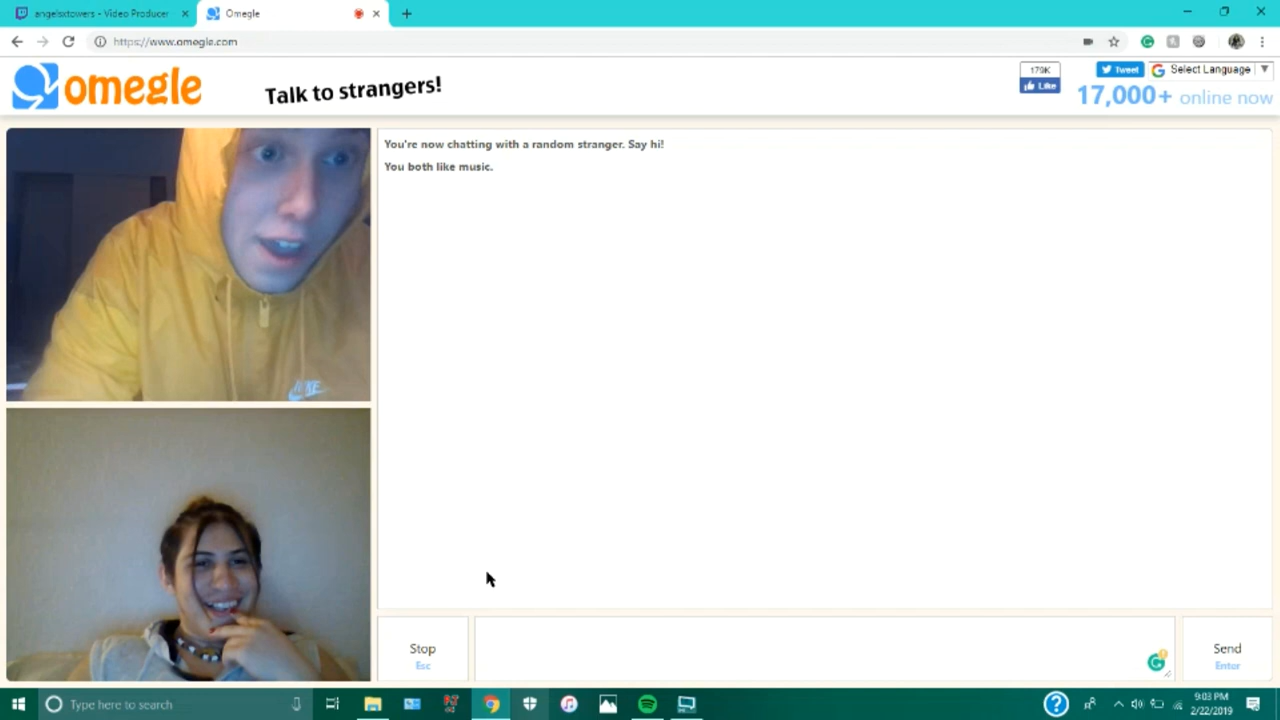 angelsxtowers - Video Producer
Omegle
https://www.omegle.com
omegle
Talk to strangers!
179K
Like
Tweet
Select Language
17,000+ online now
You're now chatting with a random stranger. Say hi!
You both like music.
NIKE
Stop
Esc
Send
Enter
Type here to search
9:03 PM
2/22/2019